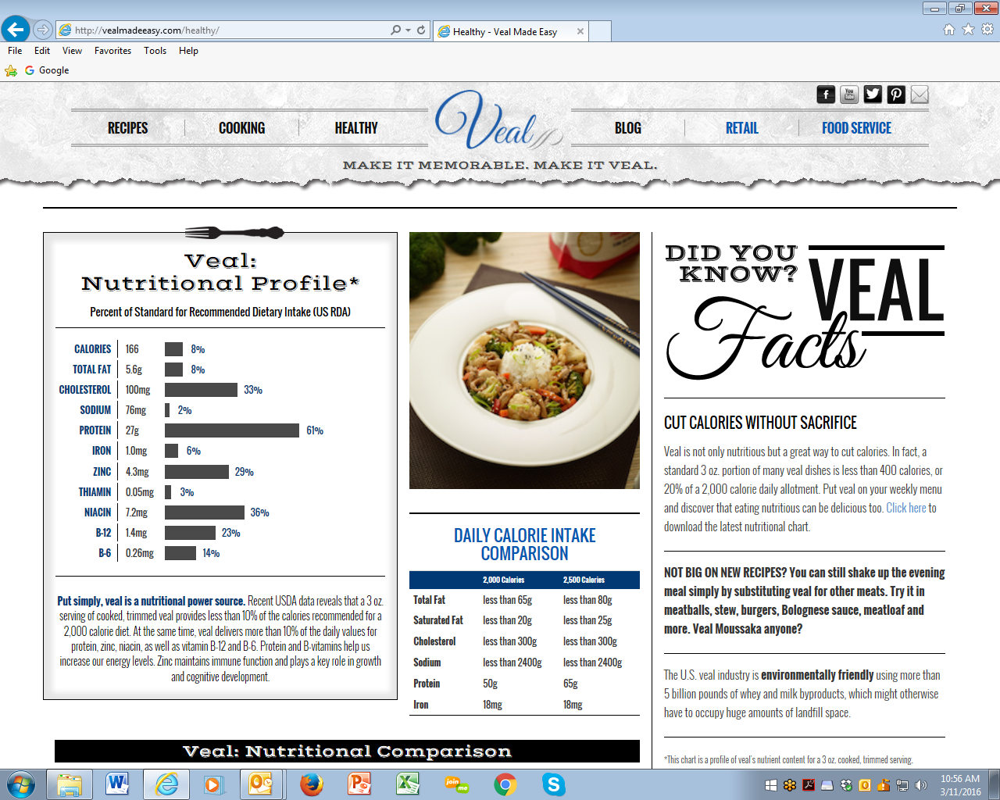 http://vealmadeeasy.com/healthy/
Healthy - Veal Made Easy
File Edit View Favorites Tools Help
Google
You
Tube
RECIPES COOKING HEALTHY Veal BLOG RETAIL FOOD SERVICE
MAKE IT MEMORABLE. MAKE IT VEAL.
Veal:
Nutritional Profile*
Percent of Standard for Recommended Dietary Intake (US RDA)
CALORIES 166 8%
TOTAL FAT 5.6g 8%
CHOLESTEROL 100mg 33%
SODIUM 76mg 2%
PROTEIN 27g 61%
IRON 1.0mg 6%
ZINC 4.3mg 29%
THIAMIN 0.05mg 3%
NIACIN 7.2mg 36%
B-12 1.4mg 23%
B-6 0.26mg 14%
Put simply, veal is a nutritional power source. Recent USDA data reveals that a 3 oz.
serving of cooked, trimmed veal provides less than 10% of the calories recommended for a
2,000 calorie diet. At the same time, veal delivers more than 10% of the daily values for
protein, zinc, niacin, as well as vitamin B-12 and B-6. Protein and B-vitamins help us
increase our energy levels. Zinc maintains immune function and plays a key role in growth
and cognitive development.
DAILY CALORIE INTAKE
COMPARISON
2,000 Calories 2,500 Calories
Total Fat less than 65g less than 80g
Saturated Fat less than 20g less than 25g
Cholesterol less than 300g less than 300g
Sodium less than 2400g less than 2400g
Protein 50g 65g
Iron 18mg 18mg
DID YOU
KNOW?
VEAL
Facts
CUT CALORIES WITHOUT SACRIFICE
Veal is not only nutritious but a great way to cut calories. In fact, a
standard 3 oz. portion of many veal dishes is less than 400 calories, or
20% of a 2,000 calorie daily allotment. Put veal on your weekly menu
and discover that eating nutritious can be delicious too. Click here to
download the latest nutritional chart.
NOT BIG ON NEW RECIPES? You can still shake up the evening
meal simply by substituting veal for other meats. Try it in
meatballs, stew, burgers, Bolognese sauce, meatloaf and
more. Veal Moussaka anyone?
The U.S. veal industry is environmentally friendly using more than
5 billion pounds of whey and milk byproducts, which might otherwise
have to occupy huge amounts of landfill space.
*This chart is a profile of veal's nutrient content for a 3 oz. cooked, trimmed serving.
Veal: Nutritional Comparison
join
me
10:56 AM
3/11/2016